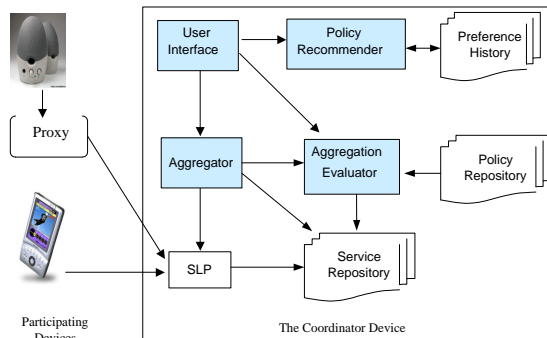 User
Interface
Policy
Recommender
Preference
History
Proxy
Aggregator
Aggregation
Evaluator
Policy
Repository
SLP
Service
Repository
Participating
Devices
The Coordinator Device